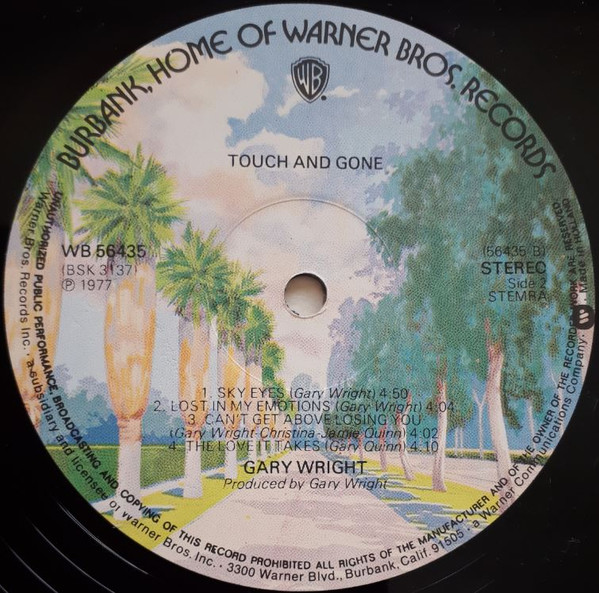 BURBANK, HOME OF WARNER BROS. RECORDS
WB
TOUCH AND GONE
WB 56435
(BSK 3137)
℗ 1977
(56435-B)
STEREO
Side 2
STEMRA
1. SKY EYES (Gary Wright) 4:50
2. LOST IN MY EMOTIONS (Gary Wright) 4:04
3. CAN'T GET ABOVE LOSING YOU
(Gary Wright-Christina-Jamie Quinn) 4:02
4. THE LOVE IT TAKES (Gary Quinn) 4.10
GARY WRIGHT
Produced by Gary Wright
UNAUTHORIZED PUBLIC PERFORMANCE BROADCASTING AND COPYING OF THIS RECORD PROHIBITED ALL RIGHTS OF THE MANUFACTURER AND OF THE OWNER OF THE RECORDED WORK ARE RESERVED
Warner Bros. Records Inc. · a subsidiary and licensee of Warner Bros. Inc. · 3300 Warner Blvd., Burbank, Calif. 91505 · a Warner Communications Company · Made in Holland